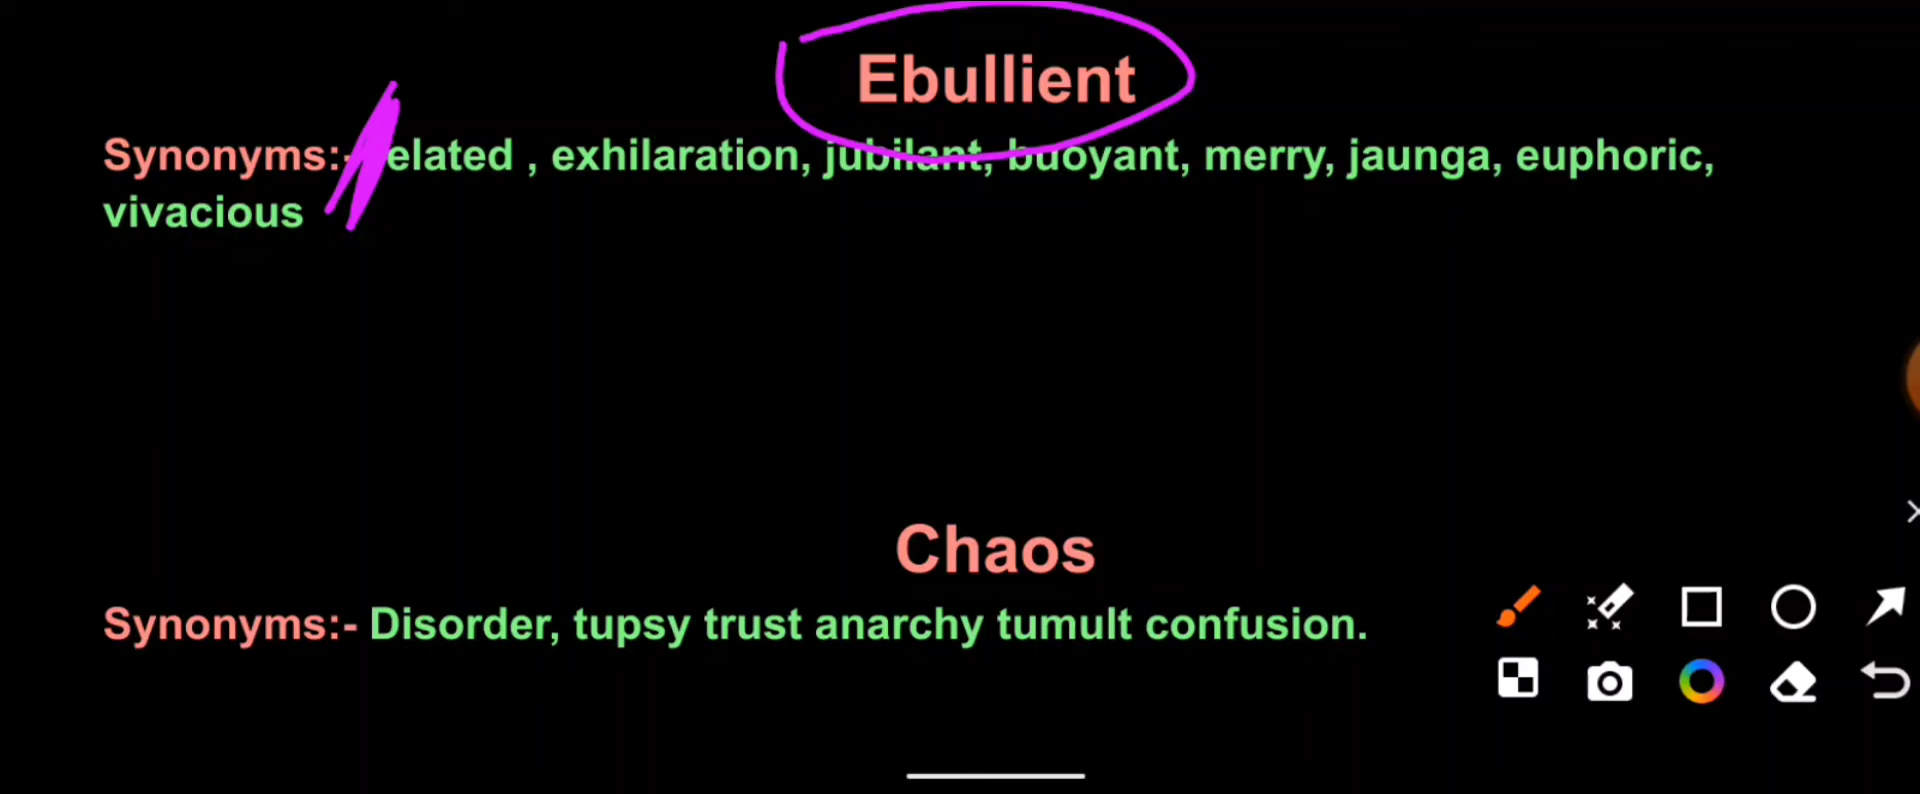 Ebullient
Synonyms:- elated , exhilaration, jubilant, buoyant, merry, jaunga, euphoric,
vivacious
Chaos
Synonyms:- Disorder, tupsy trust anarchy tumult confusion.